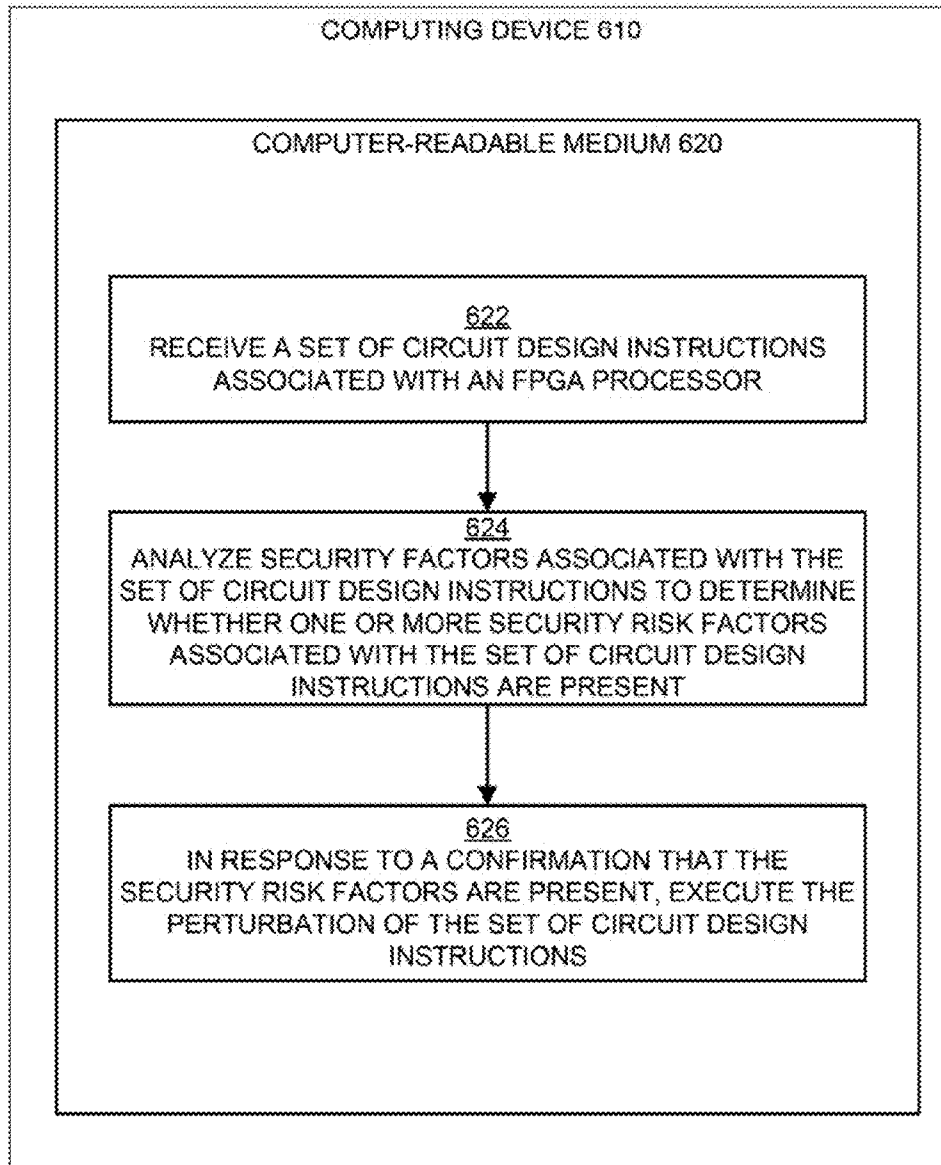 COMPUTING DEVICE 610
COMPUTER-READABLE MEDIUM 620
622
RECEIVE A SET OF CIRCUIT DESIGN INSTRUCTIONS
ASSOCIATED WITH AN FPGA PROCESSOR
624
ANALYZE SECURITY FACTORS ASSOCIATED WITH THE
SET OF CIRCUIT DESIGN INSTRUCTIONS TO DETERMINE
WHETHER ONE OR MORE SECURITY RISK FACTORS
ASSOCIATED WITH THE SET OF CIRCUIT DESIGN
INSTRUCTIONS ARE PRESENT
626
IN RESPONSE TO A CONFIRMATION THAT THE
SECURITY RISK FACTORS ARE PRESENT, EXECUTE THE
PERTURBATION OF THE SET OF CIRCUIT DESIGN
INSTRUCTIONS